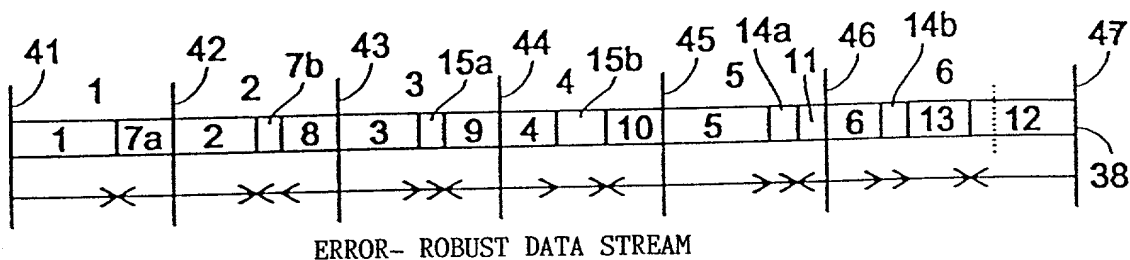 41 42 43 44 45 14a 46 14b 47
1 2 7b 3 15a 4 15b 5 11 6
1 7a 2 8 3 9 4 10 5 6 13 12
38
ERROR- ROBUST DATA STREAM